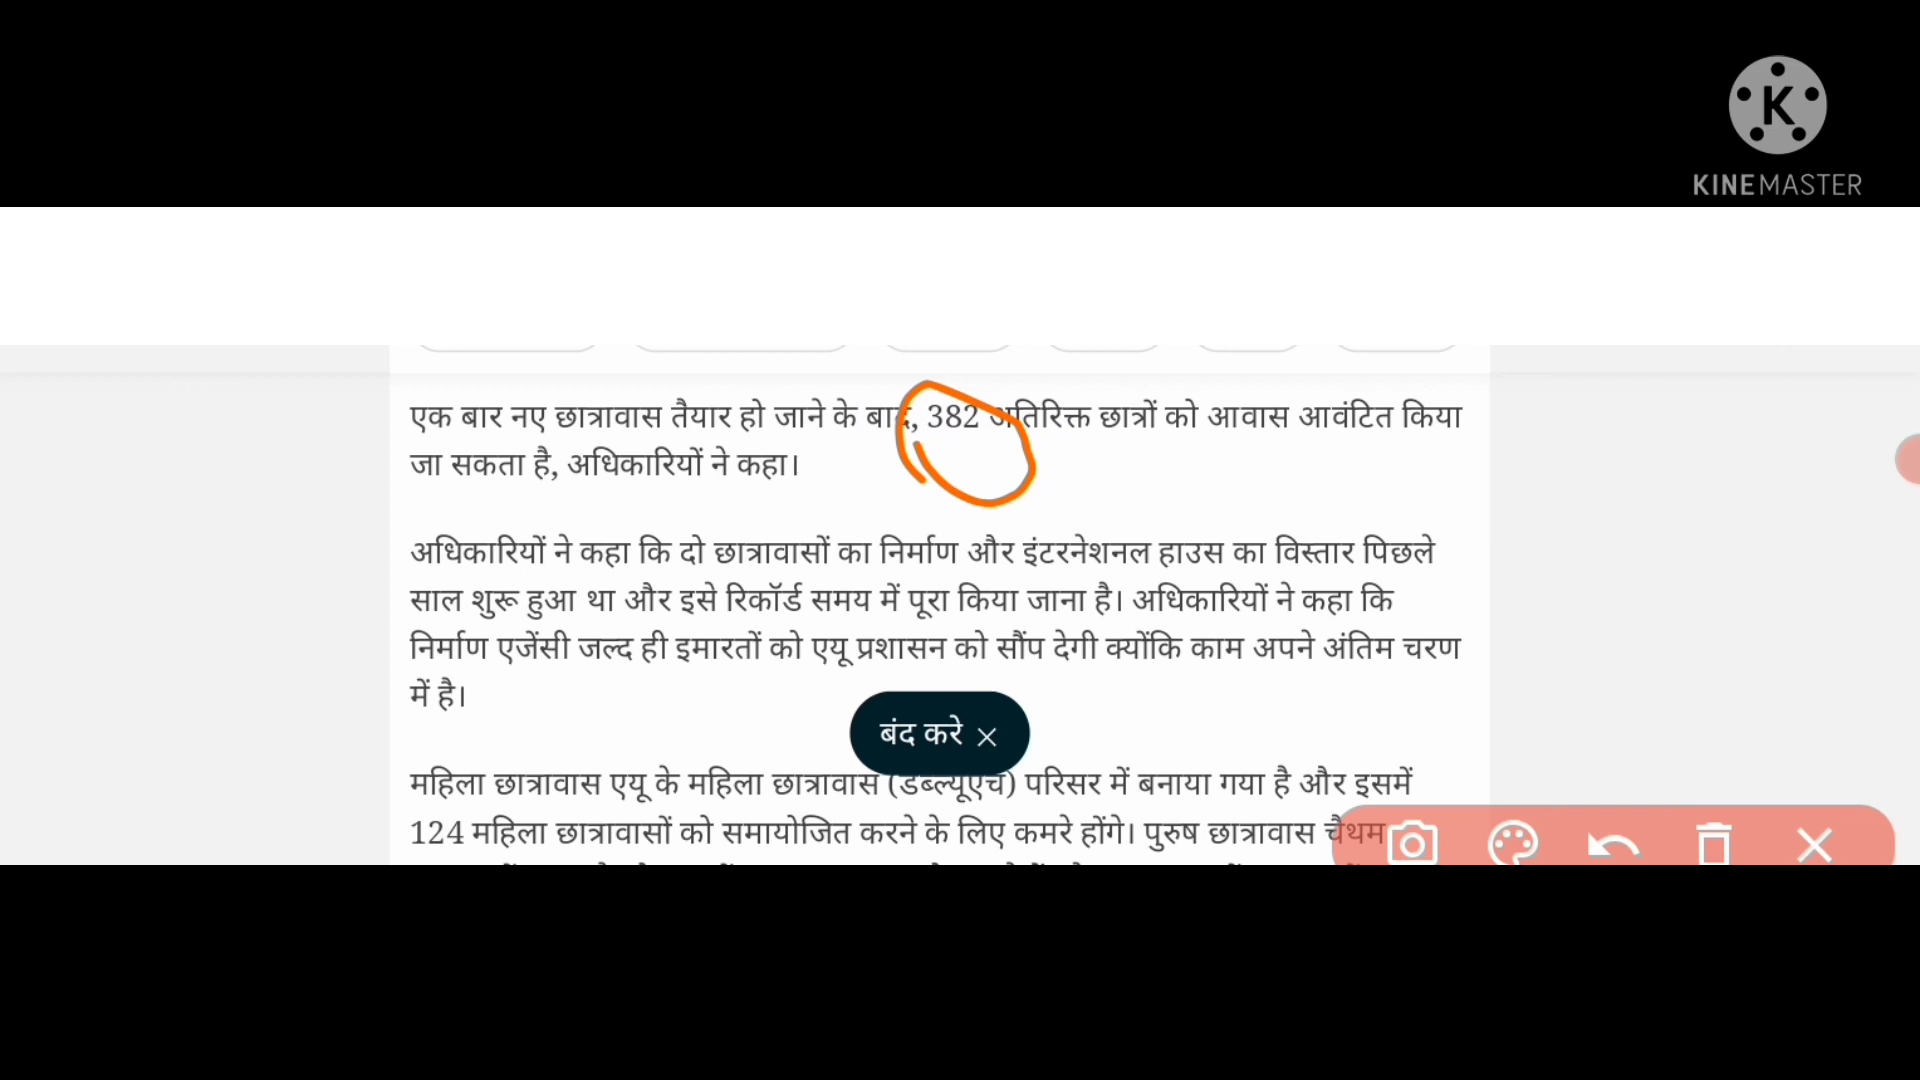 KINEMASTER
एक बार नए छात्रावास तैयार हो जाने के बाद, 382 अतिरिक्त छात्रों को आवास आवंटित किया
जा सकता है, अधिकारियों ने कहा।
अधिकारियों ने कहा कि दो छात्रावासों का निर्माण और इंटरनेशनल हाउस का विस्तार पिछले
साल शुरू हुआ था और इसे रिकॉर्ड समय में पूरा किया जाना है। अधिकारियों ने कहा कि
निर्माण एजेंसी जल्द ही इमारतों को एयू प्रशासन को सौंप देगी क्योंकि काम अपने अंतिम चरण
में है।
बंद करे ×
महिला छात्रावास एयू के महिला छात्रावास (डब्ल्यूएच) परिसर में बनाया गया है और इसमें
124 महिला छात्रावासों को समायोजित करने के लिए कमरे होंगे। पुरुष छात्रावास चैथम